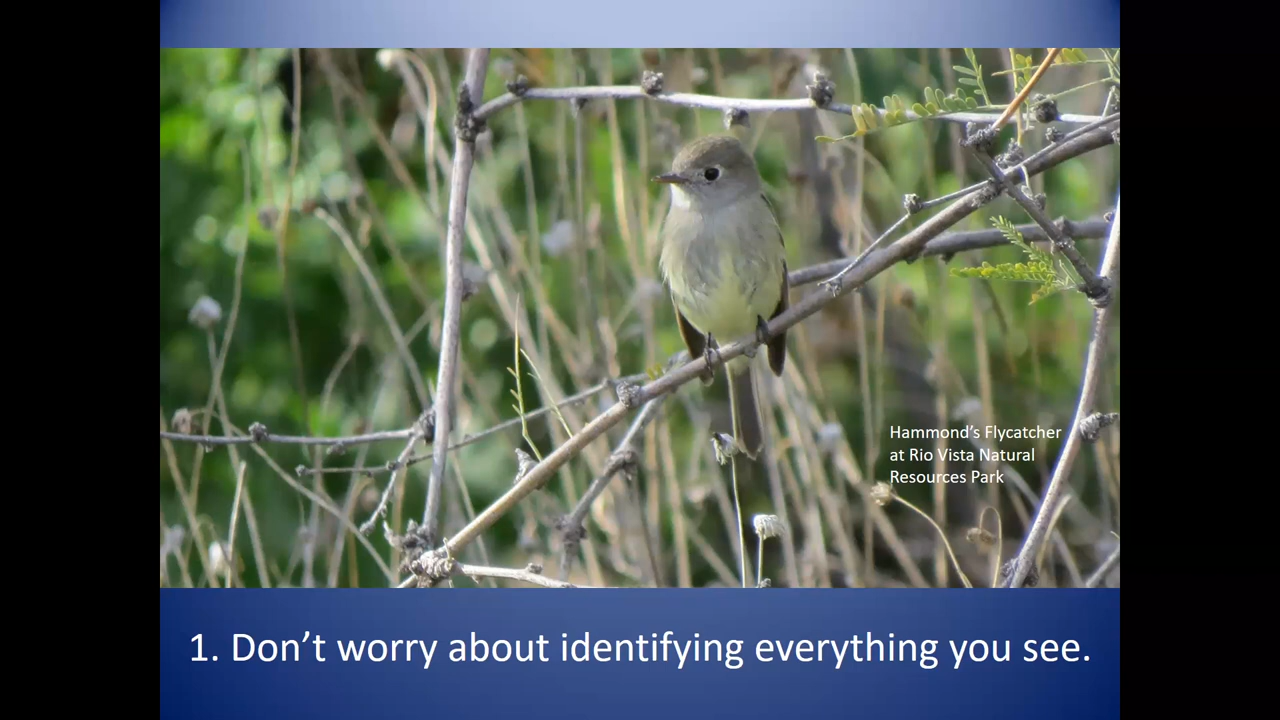 Hammond’s Flycatcher
at Rio Vista Natural
Resources Park
1. Don’t worry about identifying everything you see.